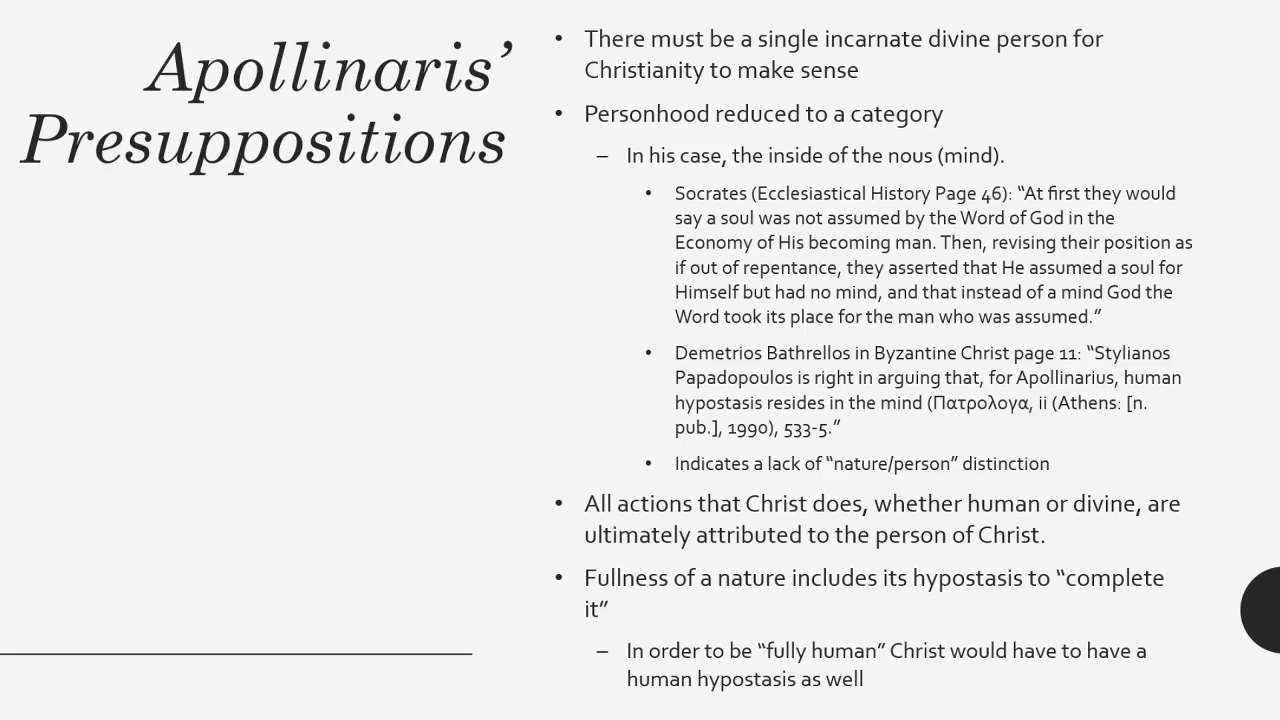 Apollinaris’
Presuppositions
• There must be a single incarnate divine person for
Christianity to make sense
• Personhood reduced to a category
– In his case, the inside of the nous (mind).
• Socrates (Ecclesiastical History Page 46): “At first they would
say a soul was not assumed by the Word of God in the
Economy of His becoming man. Then, revising their position as
if out of repentance, they asserted that He assumed a soul for
Himself but had no mind, and that instead of a mind God the
Word took its place for the man who was assumed.”
• Demetrios Bathrellos in Byzantine Christ page 11: “Stylianos
Papadopoulos is right in arguing that, for Apollinarius, human
hypostasis resides in the mind (Πατρολογα, ii (Athens: [n.
pub.], 1990), 533-5.”
• Indicates a lack of “nature/person” distinction
• All actions that Christ does, whether human or divine, are
ultimately attributed to the person of Christ.
• Fullness of a nature includes its hypostasis to “complete
it”
– In order to be “fully human” Christ would have to have a
human hypostasis as well